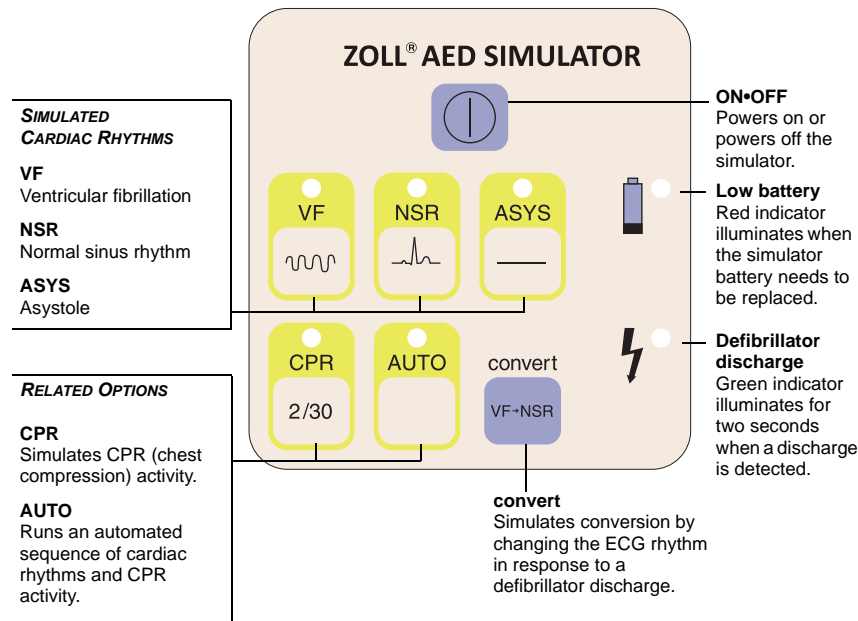 ZOLL® AED SIMULATOR
SIMULATED
CARDIAC RHYTHMS
VF
Ventricular fibrillation
NSR
Normal sinus rhythm
ASYS
Asystole
RELATED OPTIONS
CPR
Simulates CPR (chest
compression) activity.
AUTO
Runs an automated
sequence of cardiac
rhythms and CPR
activity.
VF
NSR
ASYS
CPR
2/30
AUTO
convert
VF→NSR
ON•OFF
Powers on or
powers off the
simulator.
Low battery
Red indicator
illuminates when
the simulator
battery needs to
be replaced.
Defibrillator
discharge
Green indicator
illuminates for
two seconds
when a discharge
is detected.
convert
Simulates conversion by
changing the ECG rhythm
in response to a
defibrillator discharge.